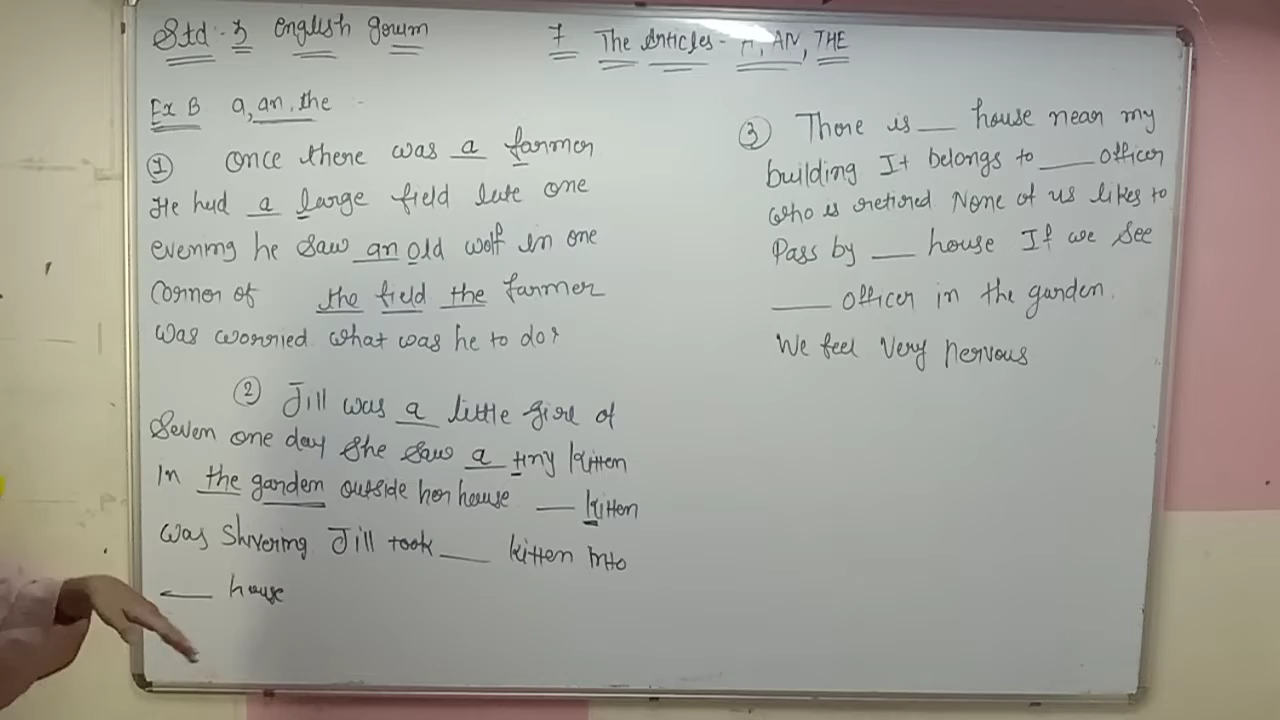 Std:- 3 English gorum 7 The Articles - A, AN, THE
Ex B a, an, the -
① Once there was a farmer
He had a large field late one
evening he saw an old wolf in one
Corner of the field the farmer
was worried what was he to do?
② Jill was a little girl of
Seven one day She saw a tiny kitten
in the garden outside her house ___ kitten
was Shivering Jill took ___ kitten into
___ house
③ There is ___ house near my
building It belongs to ___ officer
who is retired None of us likes to
Pass by ___ house If we see
___ officer in the garden.
We feel Very nervous